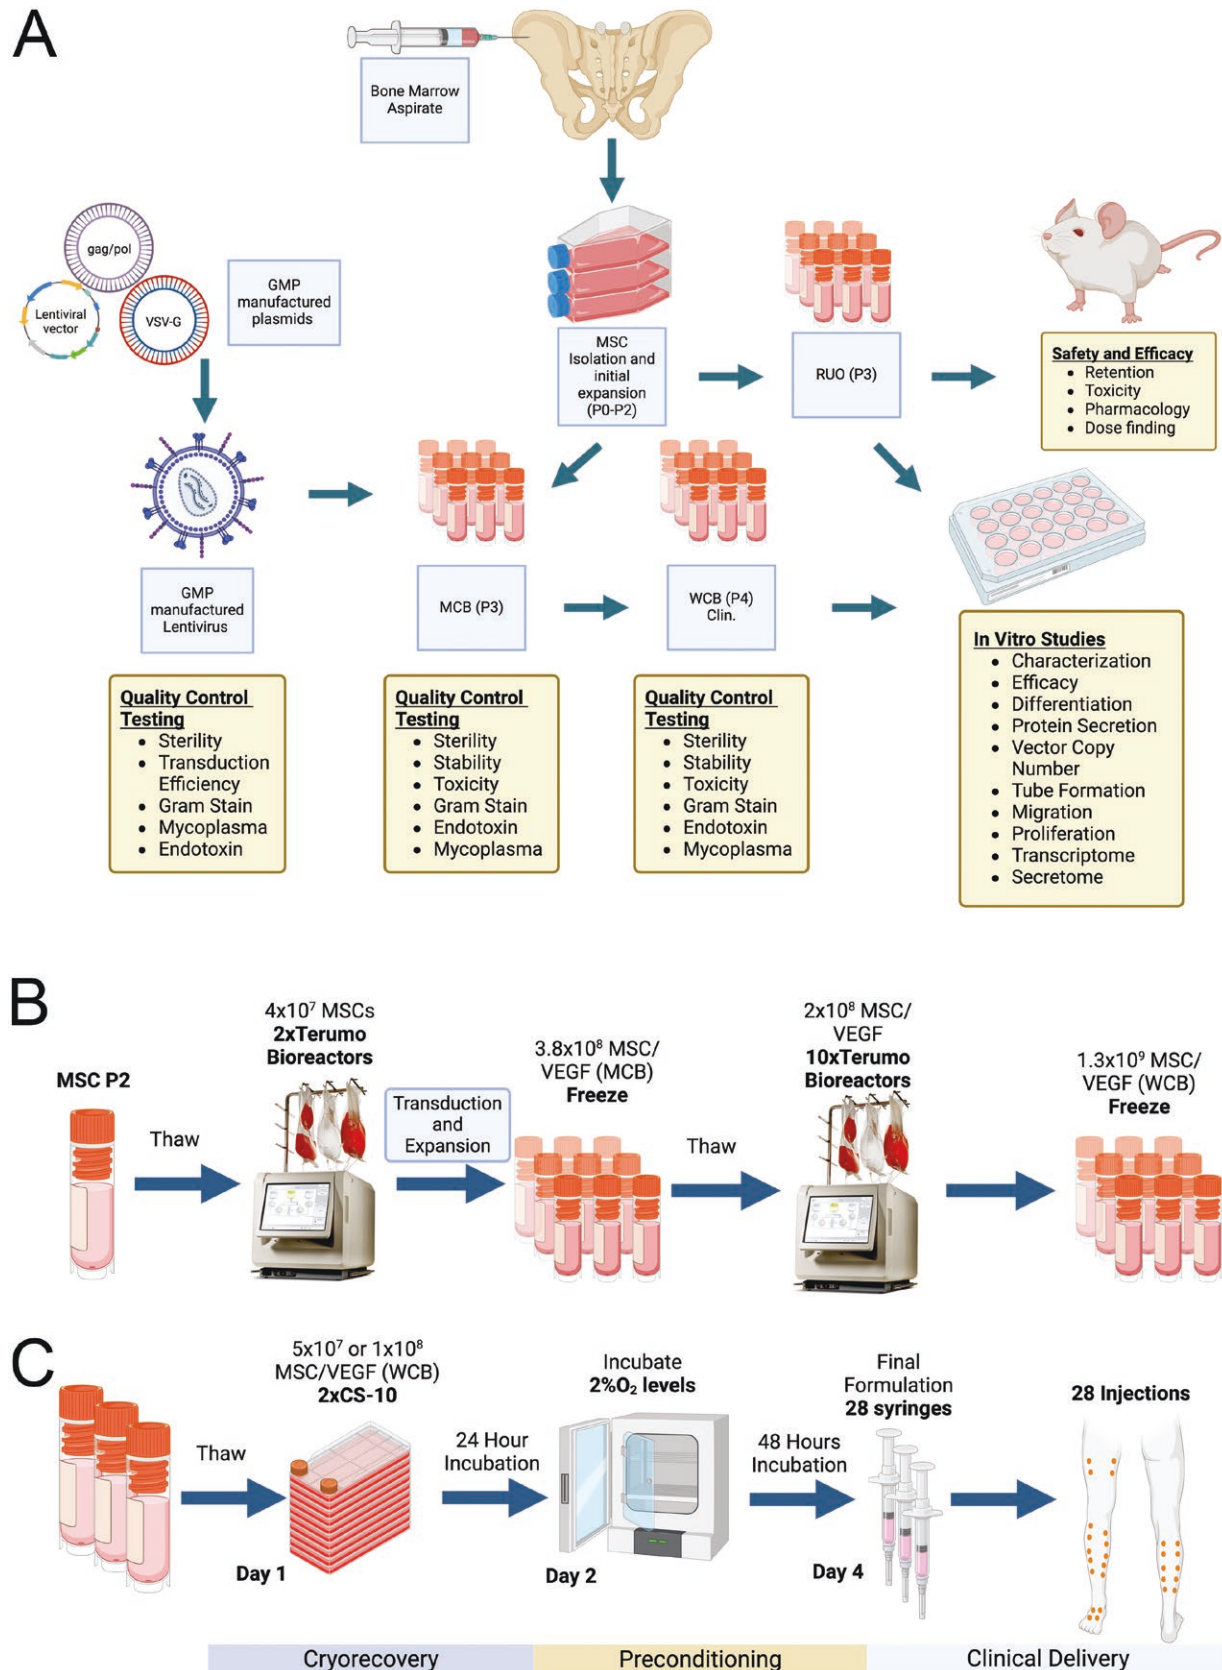 A
Bone Marrow
Aspirate
gag/pol
Lentiviral
vector
VSV-G
GMP
manufactured
plasmids
MSC
Isolation and
initial
expansion
(P0-P2)
RUO (P3)
Safety and Efficacy
• Retention
• Toxicity
• Pharmacology
• Dose finding
GMP
manufactured
Lentivirus
MCB (P3)
WCB (P4)
Clin.
Quality Control
Testing
• Sterility
• Transduction
Efficiency
• Gram Stain
• Mycoplasma
• Endotoxin
Quality Control
Testing
• Sterility
• Stability
• Toxicity
• Gram Stain
• Endotoxin
• Mycoplasma
Quality Control
Testing
• Sterility
• Stability
• Toxicity
• Gram Stain
• Endotoxin
• Mycoplasma
In Vitro Studies
• Characterization
• Efficacy
• Differentiation
• Protein Secretion
• Vector Copy
Number
• Tube Formation
• Migration
• Proliferation
• Transcriptome
• Secretome
B
MSC P2
Thaw
4x10⁷ MSCs
2xTerumo
Bioreactors
Transduction
and
Expansion
3.8x10⁸ MSC/
VEGF (MCB)
Freeze
Thaw
2x10⁸ MSC/
VEGF
10xTerumo
Bioreactors
1.3x10⁹ MSC/
VEGF (WCB)
Freeze
C
Thaw
5x10⁷ or 1x10⁸
MSC/VEGF (WCB)
2xCS-10
Day 1
24 Hour
Incubation
Incubate
2%O₂ levels
Day 2
48 Hours
Incubation
Final
Formulation
28 syringes
Day 4
28 Injections
Cryorecovery
Preconditioning
Clinical Delivery